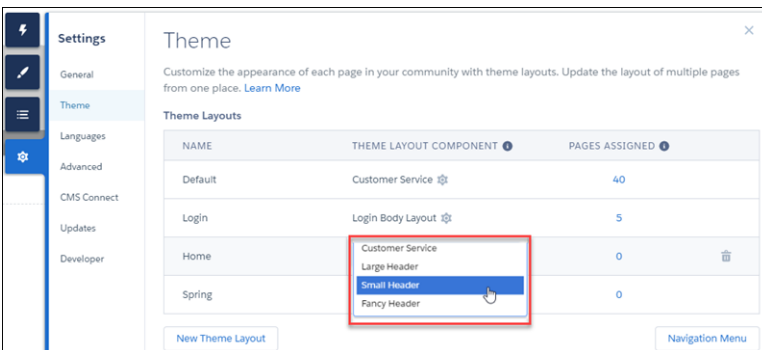 Settings
General
Theme
Languages
Advanced
CMS Connect
Updates
Developer
Theme
Customize the appearance of each page in your community with theme layouts. Update the layout of multiple pages
from one place. Learn More
Theme Layouts
NAME THEME LAYOUT COMPONENT PAGES ASSIGNED
Default Customer Service 40
Login Login Body Layout 5
Home 0
Customer Service
Large Header
Small Header
Fancy Header
Spring 0
New Theme Layout Navigation Menu